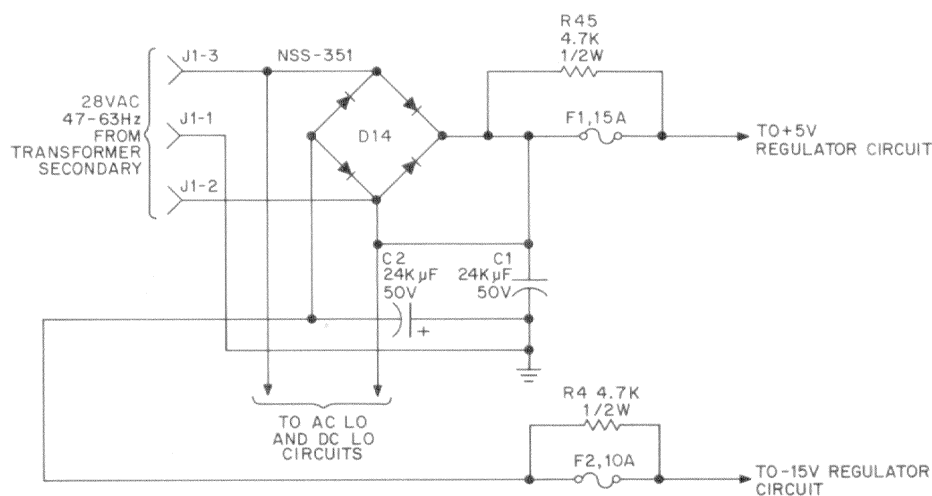 R45
4.7K
1/2W
J1-3
NSS-351
28VAC
47-63Hz
FROM
TRANSFORMER
SECONDARY
J1-1
D14
F1,15A
TO+5V
REGULATOR CIRCUIT
J1-2
C2
24KµF
50V
+
C1
24KµF
50V
TO AC LO
AND DC LO
CIRCUITS
R4 4.7K
1/2W
F2,10A
TO-15V REGULATOR
CIRCUIT